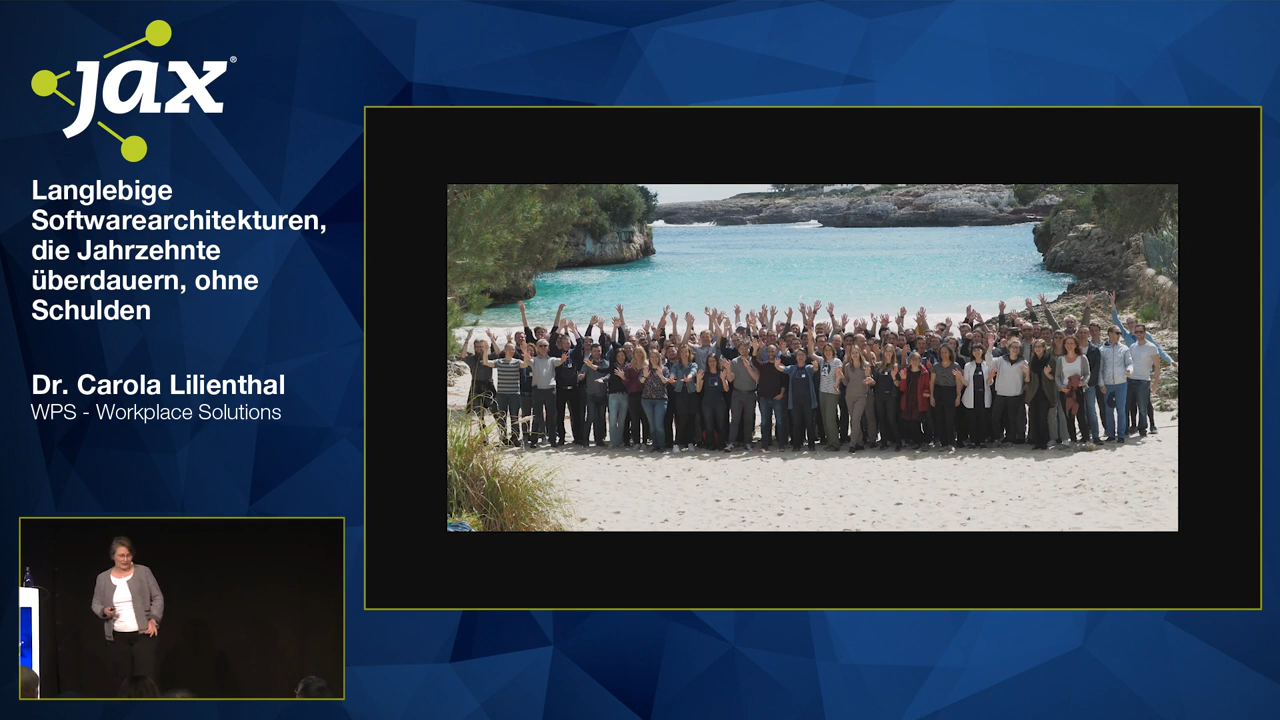 jax®
Langlebige
Softwarearchitekturen,
die Jahrzehnte
überdauern, ohne
Schulden
Dr. Carola Lilienthal
WPS - Workplace Solutions